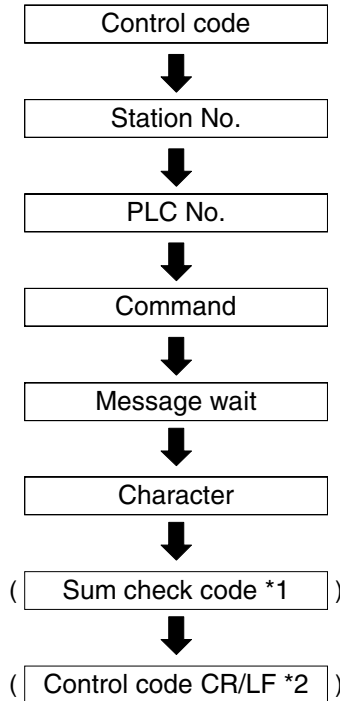 Control code
Station No.
PLC No.
Command
Message wait
Character
( Sum check code *1 )
( Control code CR/LF *2 )